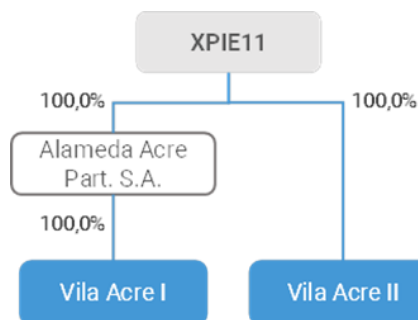 XPIE11
100,0%
100,0%
Alameda Acre
Part. S.A.
100,0%
Vila Acre I
Vila Acre II